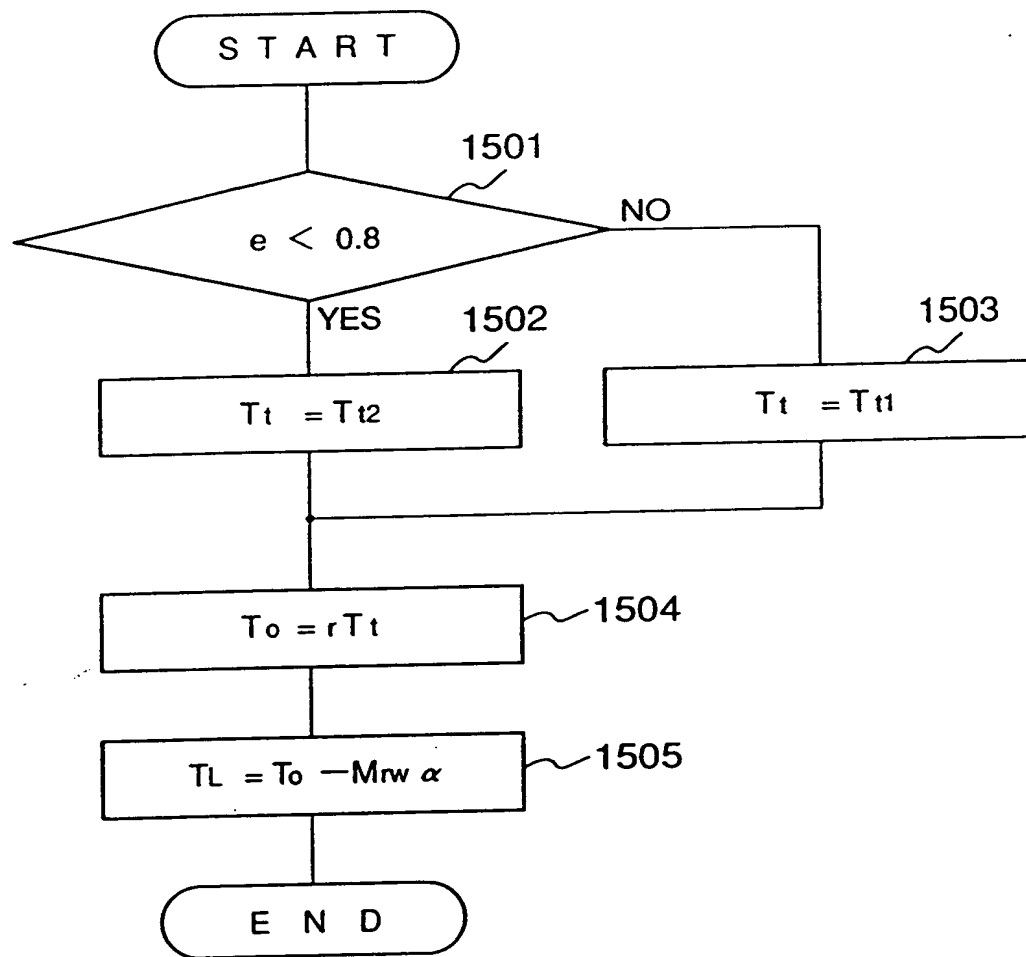 START
1501
e < 0.8
NO
YES
1502
1503
Tt = Tt2
Tt = Tt1
To = rTt
1504
TL = To —Mrw α
1505
END